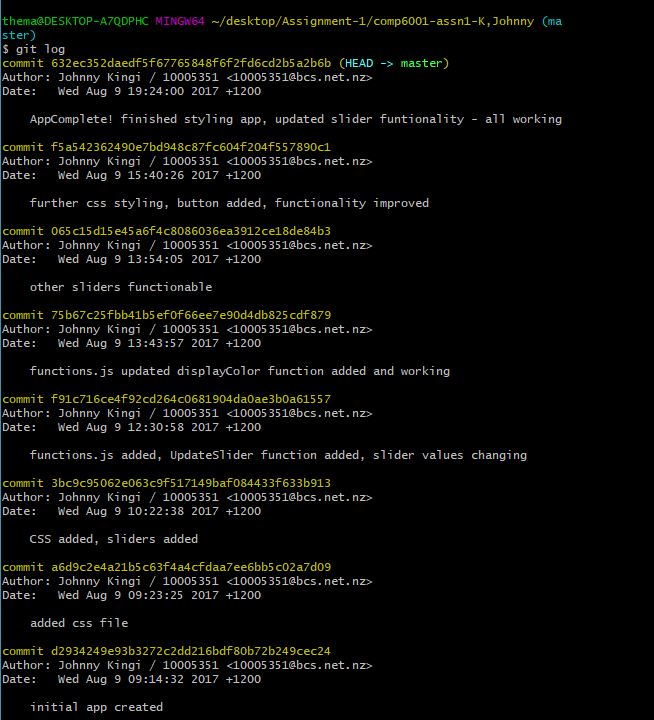 thema@DESKTOP-A7QDPHC MINGW64 ~/desktop/Assignment-1/comp6001-assn1-K,Johnny (ma
ster)
$ git log
commit 632ec352daedf5f67765848f6f2fd6cd2b5a2b6b (HEAD -> master)
Author: Johnny Kingi / 10005351 <10005351@bcs.net.nz>
Date:   Wed Aug 9 19:24:00 2017 +1200
    AppComplete! finished styling app, updated slider funtionality - all working
commit f5a542362490e7bd948c87fc604f204f557890c1
Author: Johnny Kingi / 10005351 <10005351@bcs.net.nz>
Date:   Wed Aug 9 15:40:26 2017 +1200
    further css styling, button added, functionality improved
commit 065c15d15e45a6f4c8086036ea3912ce18de84b3
Author: Johnny Kingi / 10005351 <10005351@bcs.net.nz>
Date:   Wed Aug 9 13:54:05 2017 +1200
    other sliders functionable
commit 75b67c25fbb41b5ef0f66ee7e90d4db825cdf879
Author: Johnny Kingi / 10005351 <10005351@bcs.net.nz>
Date:   Wed Aug 9 13:43:57 2017 +1200
    functions.js updated displayColor function added and working
commit f91c716ce4f92cd264c0681904da0ae3b0a61557
Author: Johnny Kingi / 10005351 <10005351@bcs.net.nz>
Date:   Wed Aug 9 12:30:58 2017 +1200
    functions.js added, UpdateSlider function added, slider values changing
commit 3bc9c95062e063c9f517149baf084433f633b913
Author: Johnny Kingi / 10005351 <10005351@bcs.net.nz>
Date:   Wed Aug 9 10:22:38 2017 +1200
    CSS added, sliders added
commit a6d9c2e4a21b5c63f4a4cfdaa7ee6bb5c02a7d09
Author: Johnny Kingi / 10005351 <10005351@bcs.net.nz>
Date:   Wed Aug 9 09:23:25 2017 +1200
    added css file
commit d2934249e93b3272c2dd216bdf80b72b249cec24
Author: Johnny Kingi / 10005351 <10005351@bcs.net.nz>
Date:   Wed Aug 9 09:14:32 2017 +1200
    initial app created